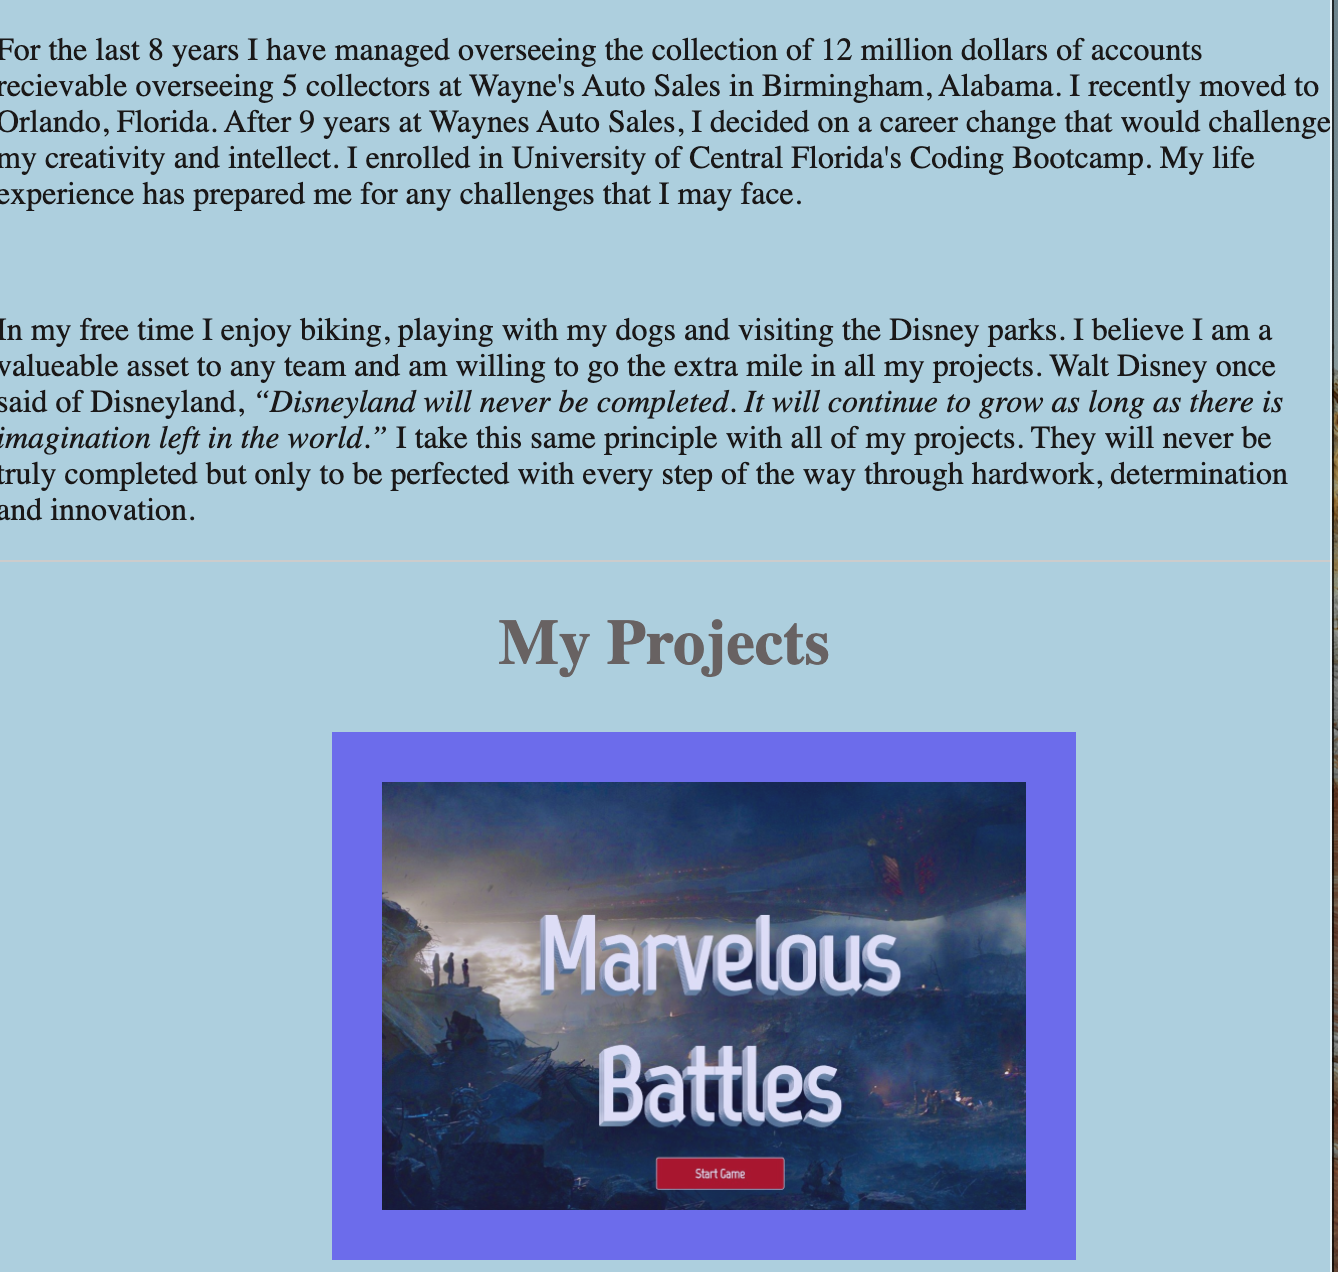 For the last 8 years I have managed overseeing the collection of 12 million dollars of accounts
recievable overseeing 5 collectors at Wayne's Auto Sales in Birmingham, Alabama. I recently moved to
Orlando, Florida. After 9 years at Waynes Auto Sales, I decided on a career change that would challenge
my creativity and intellect. I enrolled in University of Central Florida's Coding Bootcamp. My life
experience has prepared me for any challenges that I may face.
In my free time I enjoy biking, playing with my dogs and visiting the Disney parks. I believe I am a
valueable asset to any team and am willing to go the extra mile in all my projects. Walt Disney once
said of Disneyland, “Disneyland will never be completed. It will continue to grow as long as there is
imagination left in the world.” I take this same principle with all of my projects. They will never be
truly completed but only to be perfected with every step of the way through hardwork, determination
and innovation.
My Projects
Marvelous
Battles
Start Game